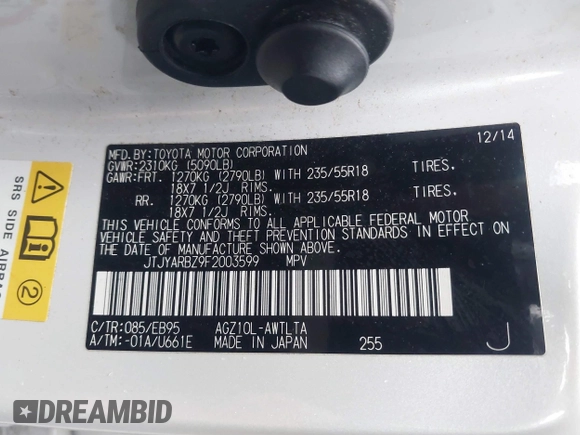 12/14
MFD. BY:TOYOTA MOTOR CORPORATION
GVWR:2310KG (5090LB)
GAWR:FRT. 1270KG (2790LB) WITH 235/55R18 TIRES.
18X7 1/2J RIMS.
RR. 1270KG (2790LB) WITH 235/55R18 TIRES.
18X7 1/2J RIMS.
THIS VEHICLE CONFORMS TO ALL APPLICABLE FEDERAL MOTOR
VEHICLE SAFETY AND THEFT PREVENTION STANDARDS IN EFFECT ON
THE DATE OF MANUFACTURE SHOWN ABOVE.
JTJYARBZ9F2003599 MPV
C/TR:085/EB95 AGZ10L-AWTLTA
A/TM:-01A/U661E MADE IN JAPAN 255 J
SRS SIDE AIRBAG
2
DREAMBID